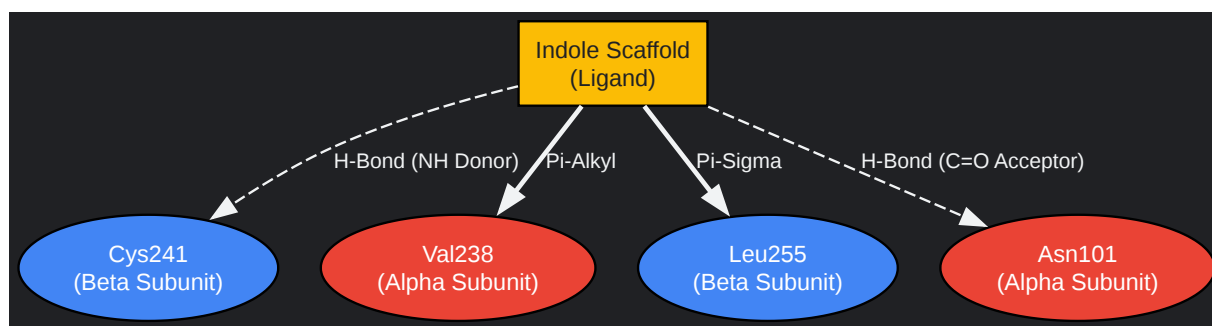 Indole Scaffold
(Ligand)
H-Bond (NH Donor)
Pi-Alkyl
Pi-Sigma
H-Bond (C=O Acceptor)
Cys241
(Beta Subunit)
Val238
(Alpha Subunit)
Leu255
(Beta Subunit)
Asn101
(Alpha Subunit)